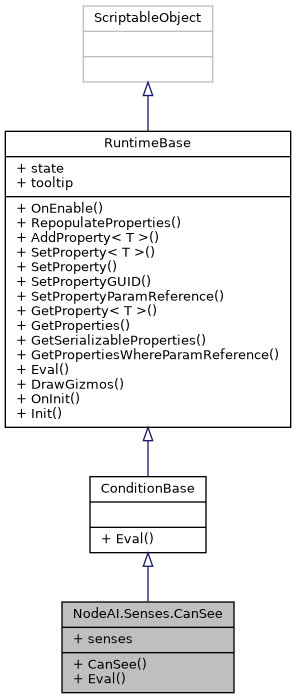 ScriptableObject
RuntimeBase
+ state
+ tooltip
+ OnEnable()
+ RepopulateProperties()
+ AddProperty< T >()
+ SetProperty< T >()
+ SetProperty()
+ SetPropertyGUID()
+ SetPropertyParamReference()
+ GetProperty< T >()
+ GetProperties()
+ GetSerializableProperties()
+ GetPropertiesWhereParamReference()
+ Eval()
+ DrawGizmos()
+ OnInit()
+ Init()
ConditionBase
+ Eval()
NodeAI.Senses.CanSee
+ senses
+ CanSee()
+ Eval()